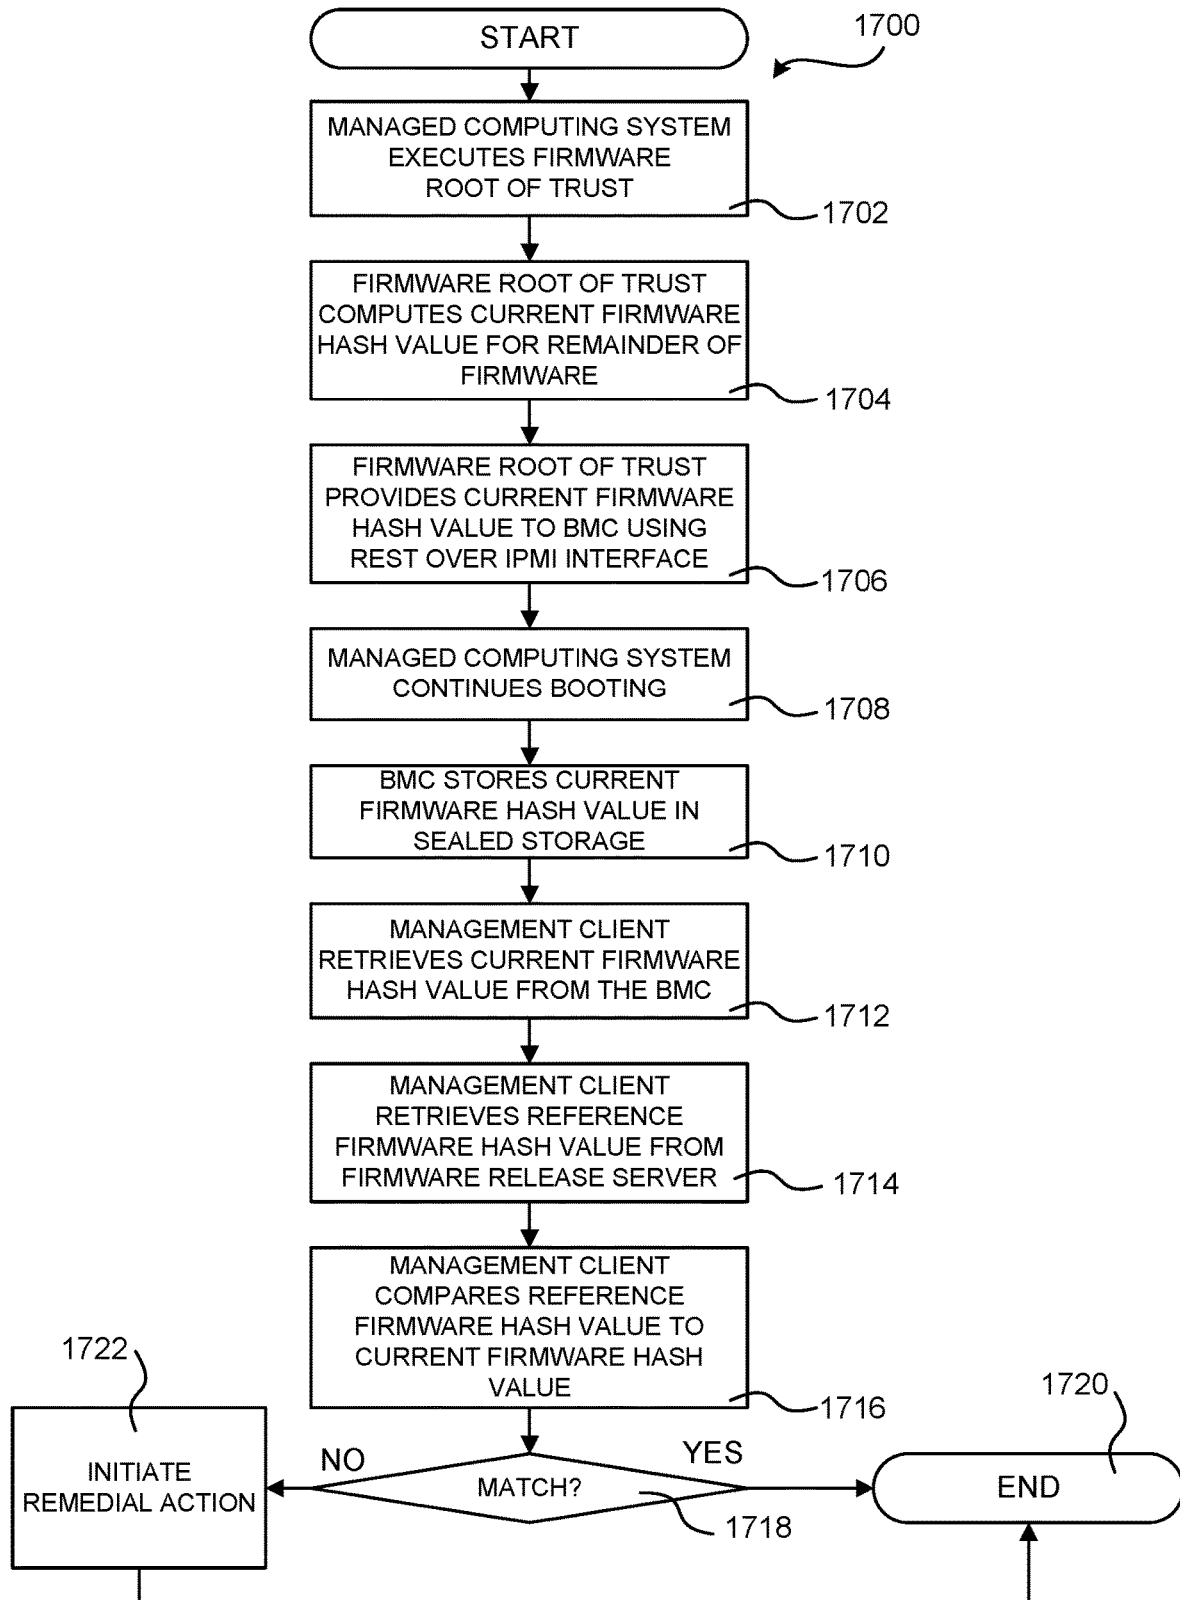 START
1700
MANAGED COMPUTING SYSTEM
EXECUTES FIRMWARE
ROOT OF TRUST
1702
FIRMWARE ROOT OF TRUST
COMPUTES CURRENT FIRMWARE
HASH VALUE FOR REMAINDER OF
FIRMWARE
1704
FIRMWARE ROOT OF TRUST
PROVIDES CURRENT FIRMWARE
HASH VALUE TO BMC USING
REST OVER IPMI INTERFACE
1706
MANAGED COMPUTING SYSTEM
CONTINUES BOOTING
1708
BMC STORES CURRENT
FIRMWARE HASH VALUE IN
SEALED STORAGE
1710
MANAGEMENT CLIENT
RETRIEVES CURRENT FIRMWARE
HASH VALUE FROM THE BMC
1712
MANAGEMENT CLIENT
RETRIEVES REFERENCE
FIRMWARE HASH VALUE FROM
FIRMWARE RELEASE SERVER
1714
MANAGEMENT CLIENT
COMPARES REFERENCE
FIRMWARE HASH VALUE TO
CURRENT FIRMWARE HASH
VALUE
1716
1722
INITIATE
REMEDIAL ACTION
NO
MATCH?
YES
1718
1720
END